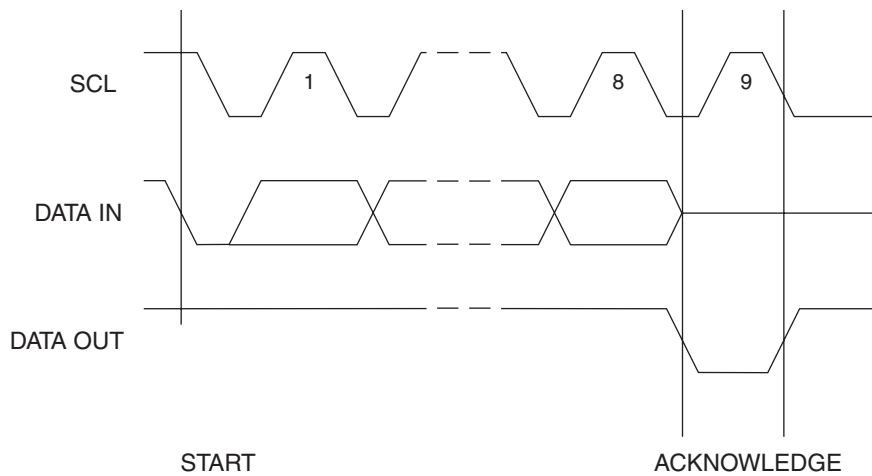 SCL
1
8
9
DATA IN
DATA OUT
START
ACKNOWLEDGE